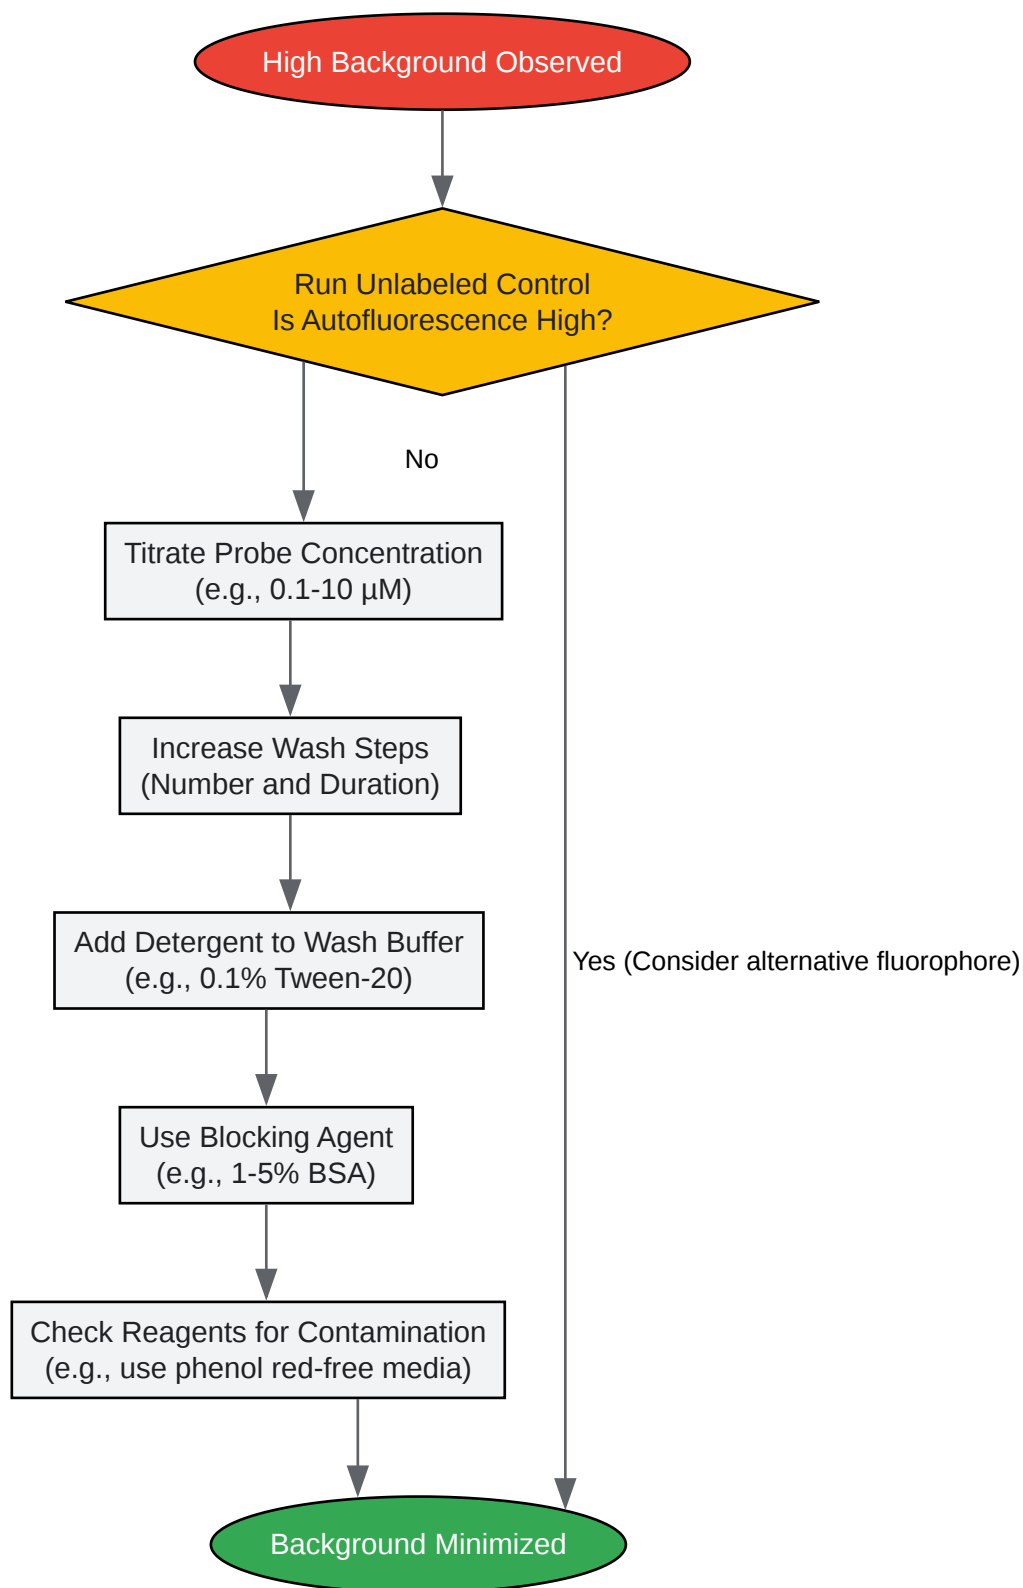 High Background Observed
Run Unlabeled Control
Is Autofluorescence High?
No
Titrate Probe Concentration
(e.g., 0.1-10 µM)
Increase Wash Steps
(Number and Duration)
Add Detergent to Wash Buffer
(e.g., 0.1% Tween-20)
Yes (Consider alternative fluorophore)
Use Blocking Agent
(e.g., 1-5% BSA)
Check Reagents for Contamination
(e.g., use phenol red-free media)
Background Minimized